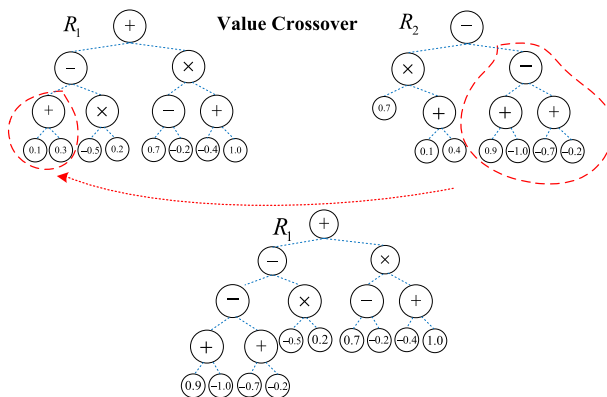 R1 + Value Crossover R2 −
− × × −
+ × − + 0.7 + + +
0.1 0.3 −0.5 0.2 0.7 −0.2 −0.4 1.0 0.1 0.4 0.9 −1.0 −0.7 −0.2
R1 +
− ×
− × − +
+ + −0.5 0.2 0.7 −0.2 −0.4 1.0
0.9 −1.0 −0.7 −0.2